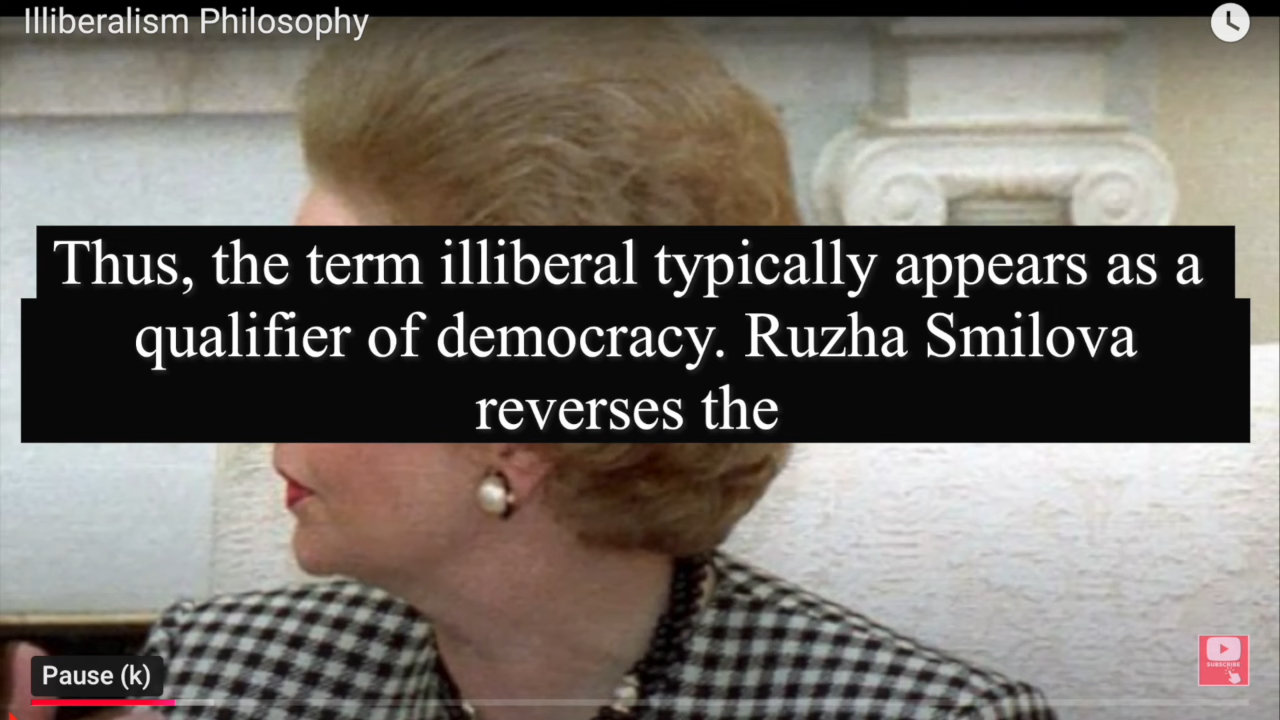 Illiberalism Philosophy
Thus, the term illiberal typically appears as a
qualifier of democracy. Ruzha Smilova
reverses the
SUBSCRIBE
Pause (k)